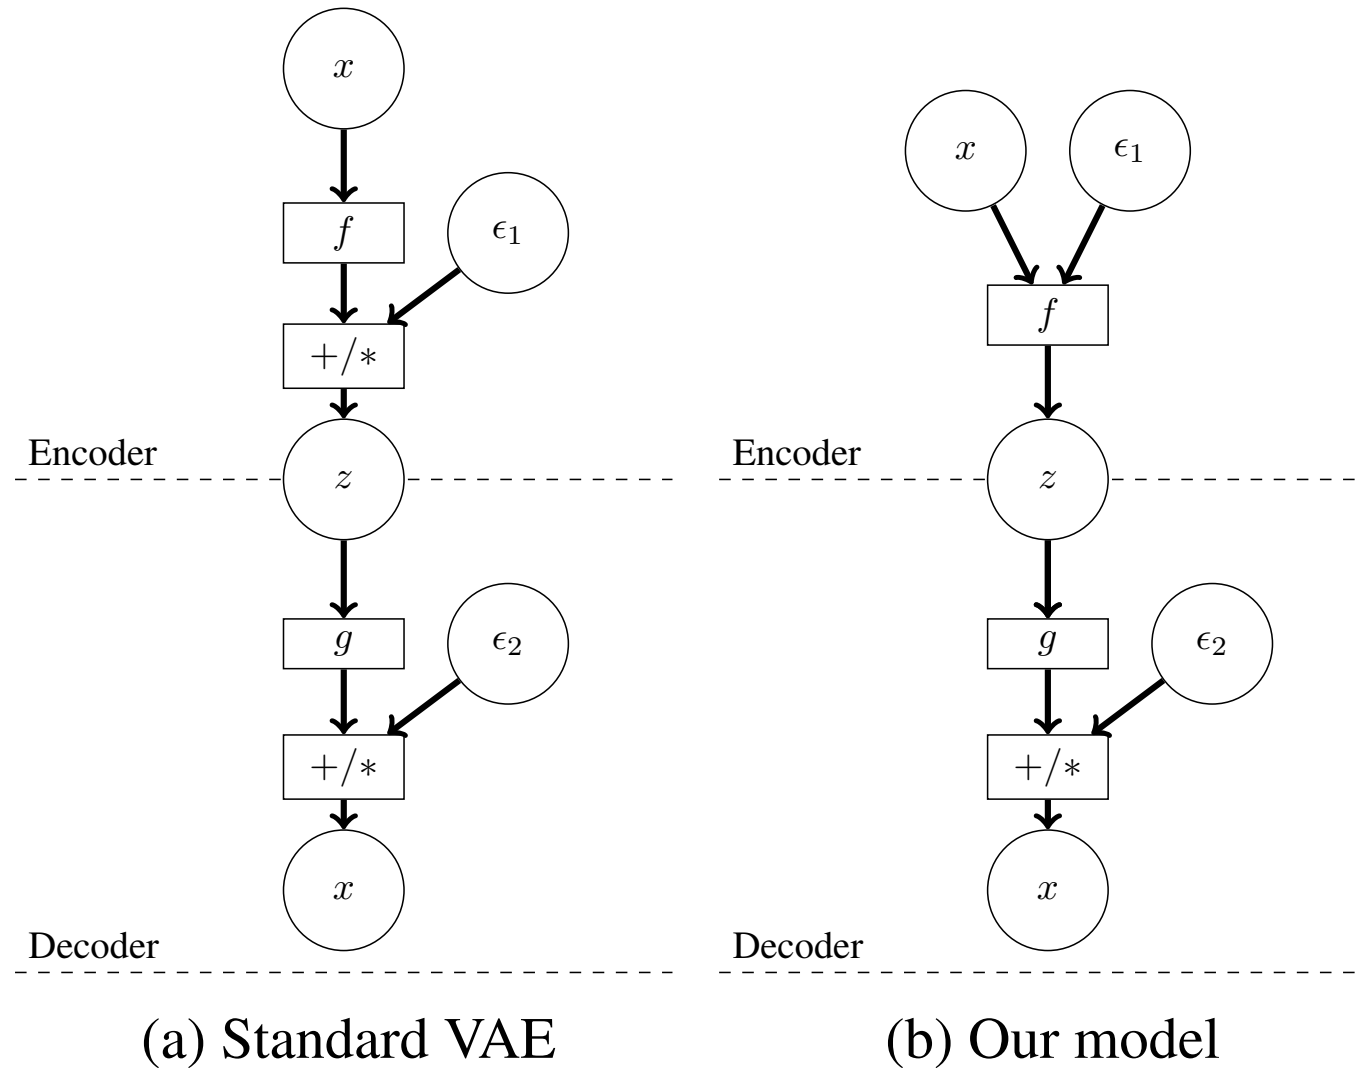 x
f
ϵ₁
+/*
z
Encoder
g
ϵ₂
+/*
x
Decoder
(a) Standard VAE
x
ϵ₁
f
z
Encoder
g
ϵ₂
+/*
x
Decoder
(b) Our model